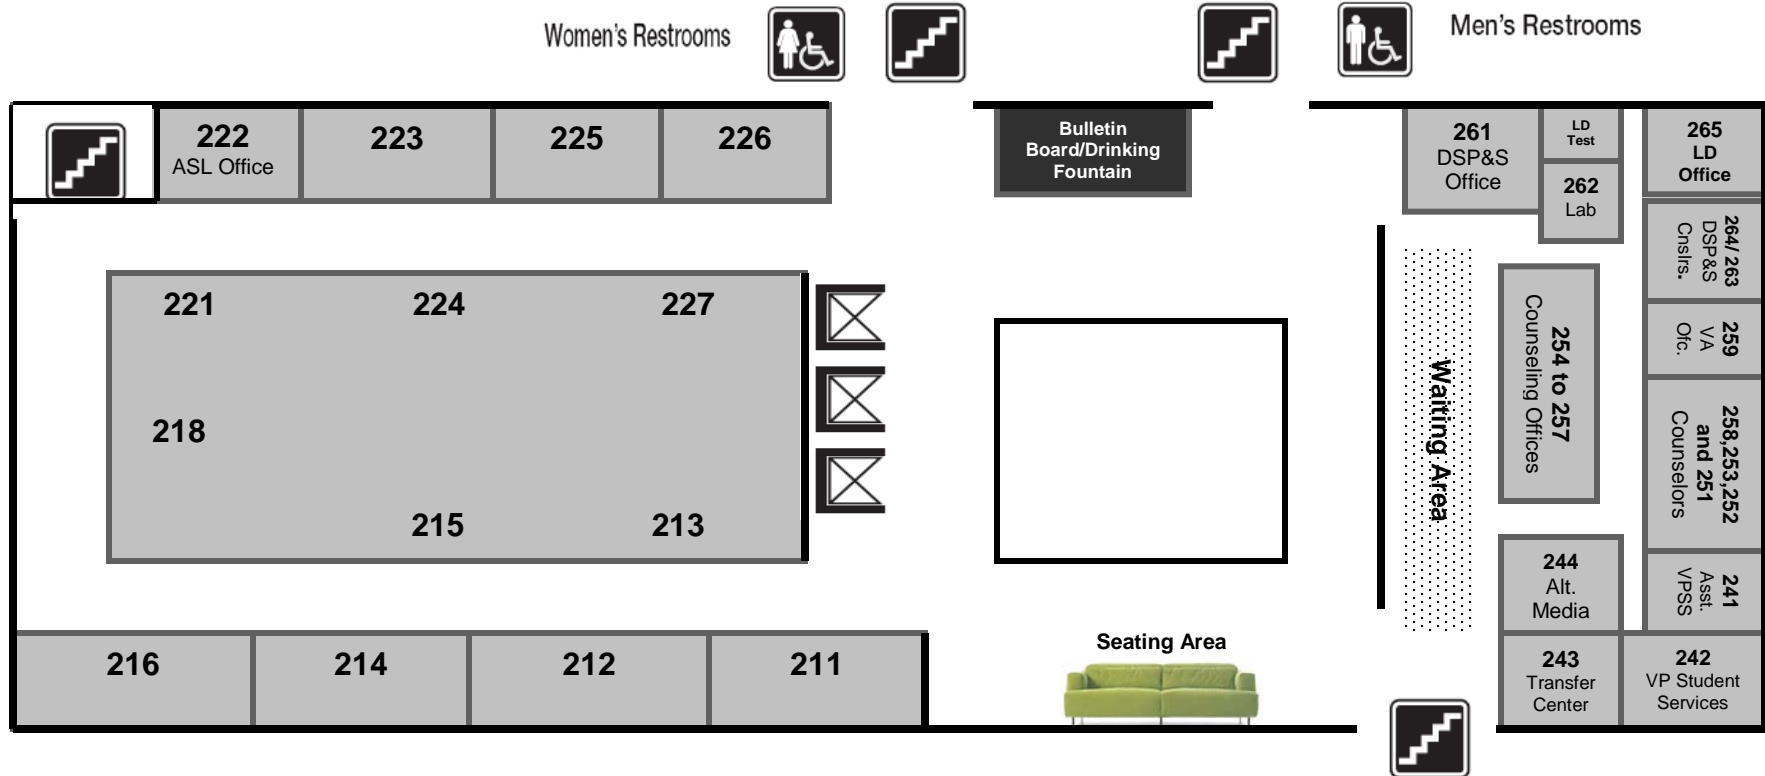 Women's Restrooms
Men's Restrooms
222
ASL Office
223
225
226
Bulletin
Board/Drinking
Fountain
261
DSP&S
Office
LD
Test
262
Lab
265
LD
Office
264/ 263
DSP&S
Cnslrs.
221
224
227
218
215
213
Waiting Area
254 to 257
Counseling Offices
259
VA
Ofc.
258,253,252
and 251
Counselors
244
Alt.
Media
241
Asst.
VPSS
216
214
212
211
Seating Area
243
Transfer
Center
242
VP Student
Services